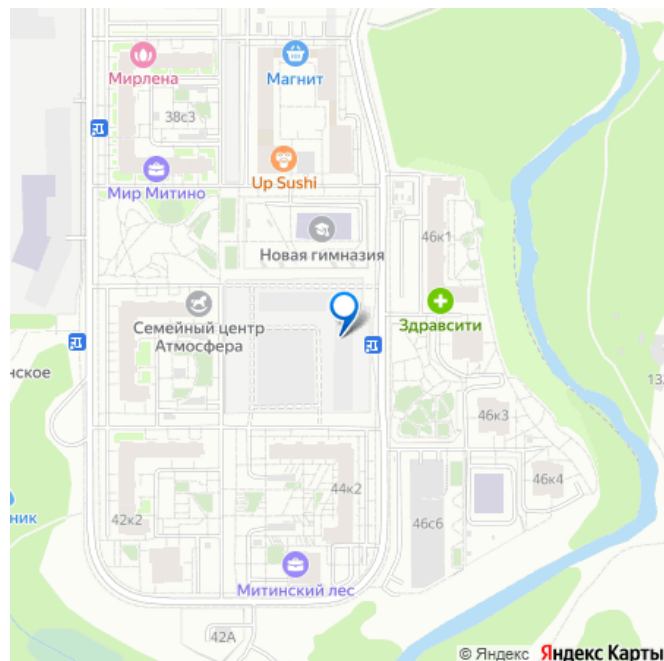 Мирлена
Магнит
38с3
Мир Митино
Up Sushi
Новая гимназия
46к1
Семейный центр
Атмосфера
Здравсити
нское
13
46к3
44к2
46к4
42к2
46с6
ник
Митинский лес
42А
© Яндекс Яндекс Карты